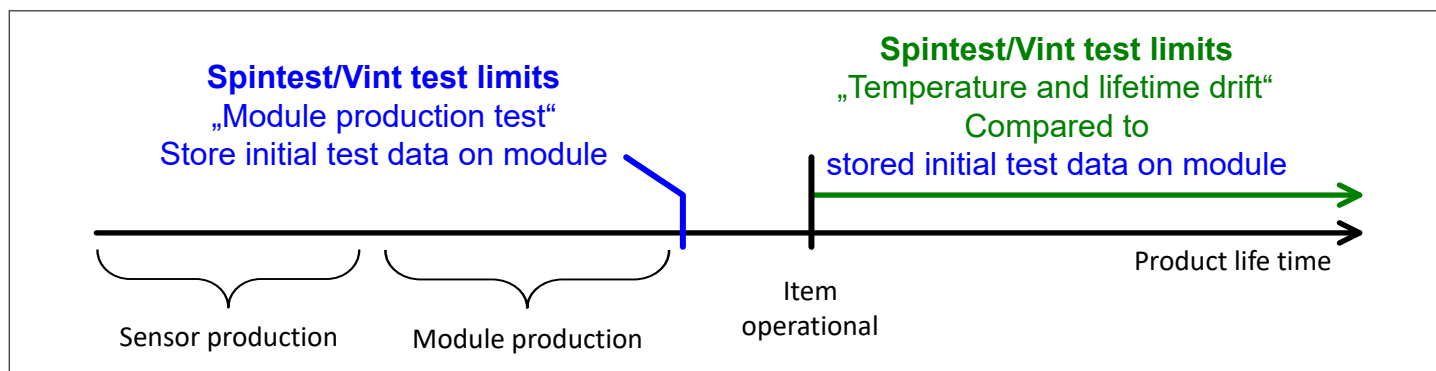 Spintest/Vint test limits
„Module production test“
Store initial test data on module
Spintest/Vint test limits
„Temperature and lifetime drift“
Compared to
stored initial test data on module
Product life time
Item
operational
Sensor production
Module production